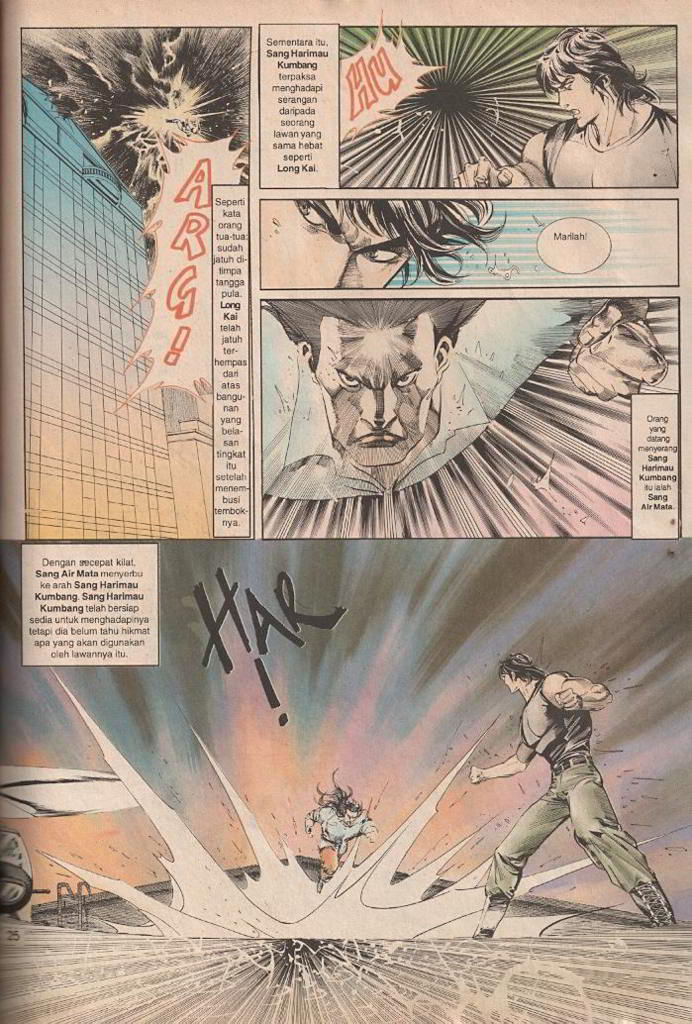 ARG!
Seperti
kata
orang
tua-tua:
sudah
jatuh di-
timpa
tangga
pula.
Long
Kai
telah
jatuh
ter-
hempas
dari
atas
bangu-
nan
yang
bela-
san
tingkat
itu
setelah
menem-
busi
tembok-
nya.
Sementara itu,
Sang Harimau
Kumbang
terpaksa
menghadapi
serangan
daripada
seorang
lawan yang
sama hebat
seperti
Long Kai.
HM
Marilah!
Orang
yang
datang
menyerang
Sang
Harimau
Kumbang
itu ialah
Sang
Air Mata.
Dengan secepat kilat,
Sang Air Mata menyerbu
ke arah Sang Harimau
Kumbang. Sang Harimau
Kumbang telah bersiap
sedia untuk menghadapinya
tetapi dia belum tahu hikmat
apa yang akan digunakan
oleh lawannya itu.
HAR!
25